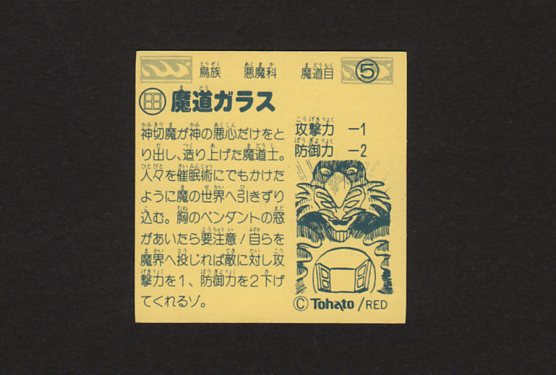 鳥族 悪魔科 魔道目 5
田 魔道ガラス
神切魔が神の悪心だけをと
り出し、造り上げた魔道士。
人々を催眠術にでもかけた
ように魔の世界へ引きずり
込む。胸のペンダントの窓
があいたら要注意!自らを
魔界へ投じれば敵に対し攻
撃力を1、防御力を2下げ
てくれるゾ。
攻撃力 −1
防御力 −2
© Tohato/RED